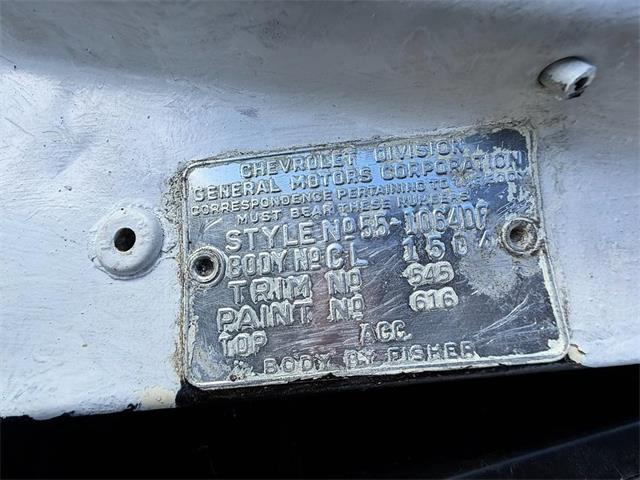 CHEVROLET DIVISION
GENERAL MOTORS CORPORATION
CORRESPONDENCE PERTAINING TO
MUST BEAR THESE NUMBERS
STYLE Nº 55-1064DF
BODY Nº CL 150
TRIM Nº 545
PAINT Nº 616
TOP ACC.
BODY BY FISHER